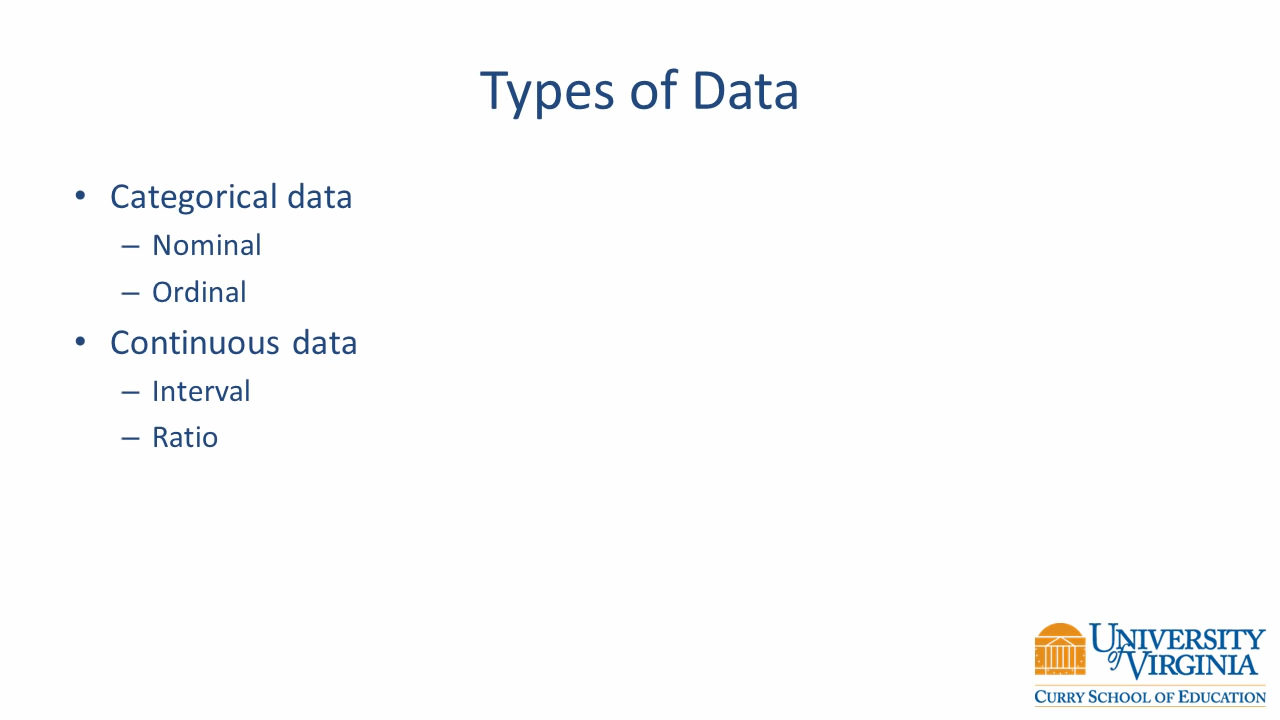 Types of Data
• Categorical data
– Nominal
– Ordinal
• Continuous data
– Interval
– Ratio
UNIVERSITY
of VIRGINIA
CURRY SCHOOL OF EDUCATION